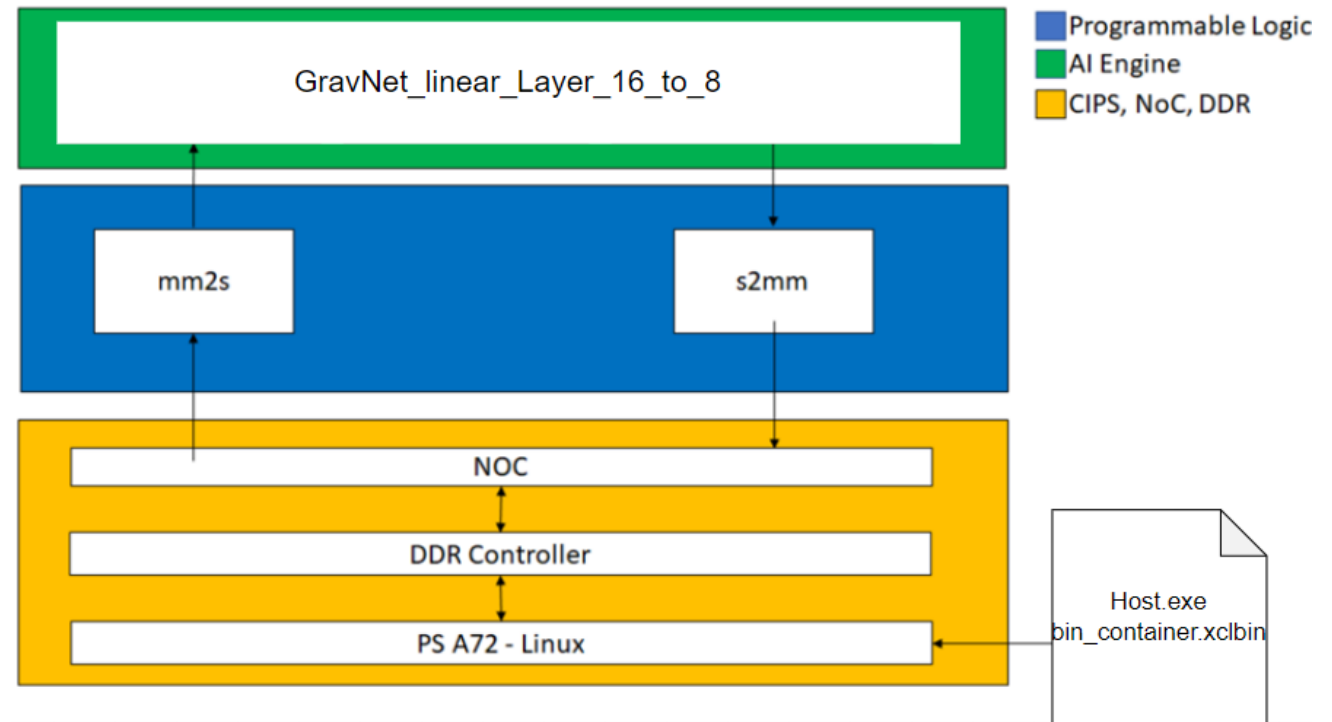 GravNet_linear_Layer_16_to_8
Programmable Logic
AI Engine
CIPS, NoC, DDR
mm2s
s2mm
NOC
DDR Controller
PS A72 - Linux
Host.exe
bin_container.xclbin